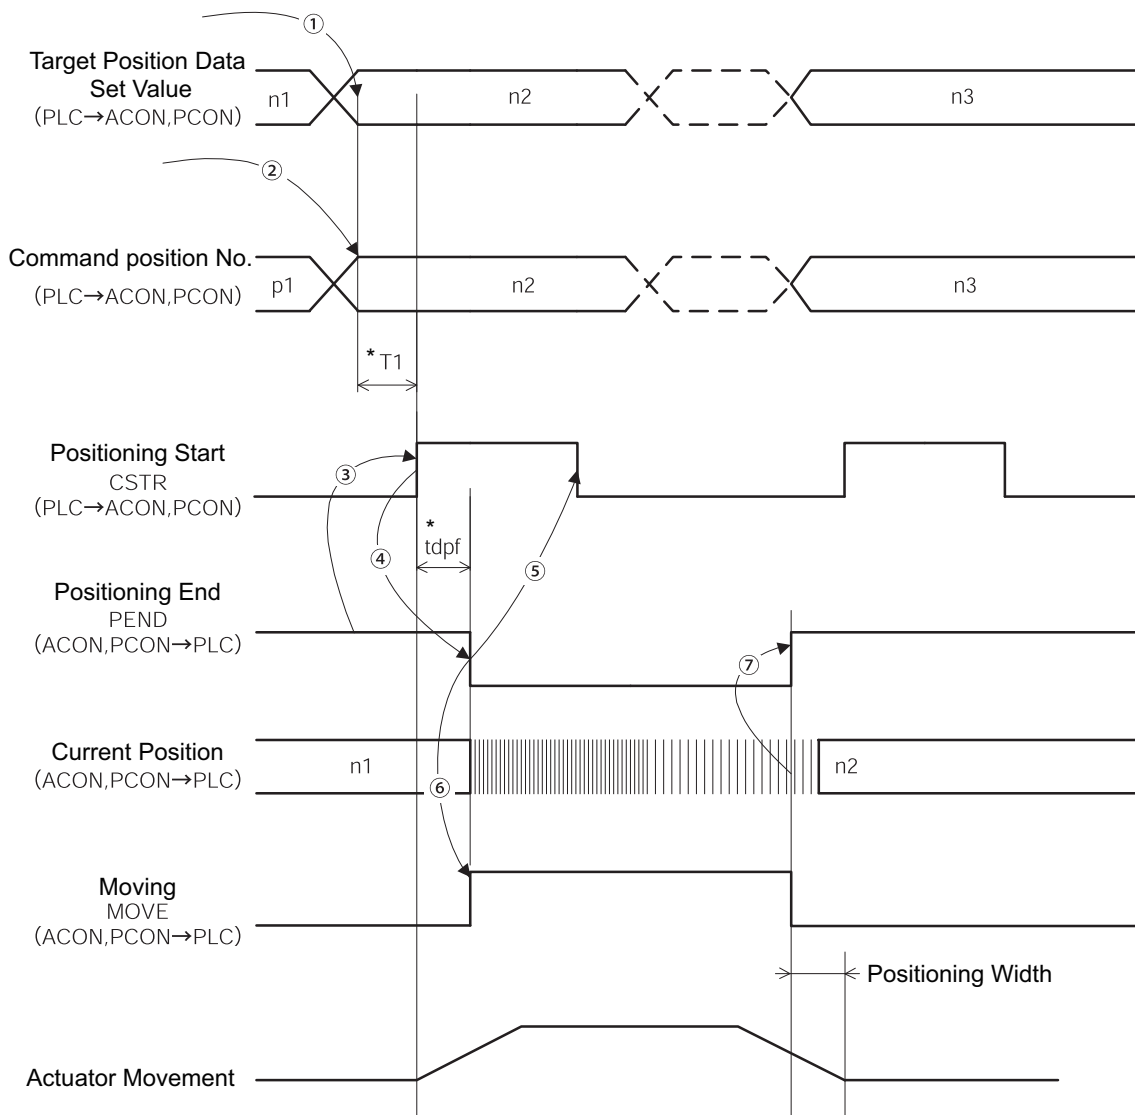 ①
Target Position Data
Set Value
(PLC→ACON,PCON)
n1
n2
n3
②
Command position No.
(PLC→ACON,PCON)
p1
n2
n3
* T1
Positioning Start
CSTR
(PLC→ACON,PCON)
③
*
tdpf
④
⑤
Positioning End
PEND
(ACON,PCON→PLC)
⑦
Current Position
(ACON,PCON→PLC)
n1
n2
⑥
Moving
MOVE
(ACON,PCON→PLC)
Positioning Width
Actuator Movement